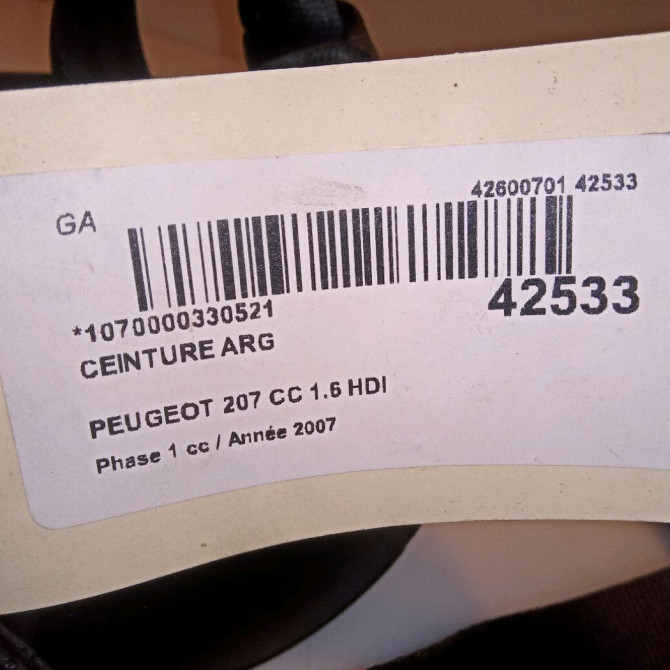 42600701 42533
GA
42533
*1070000330521
CEINTURE ARG
PEUGEOT 207 CC 1.6 HDI
Phase 1 cc / Année 2007